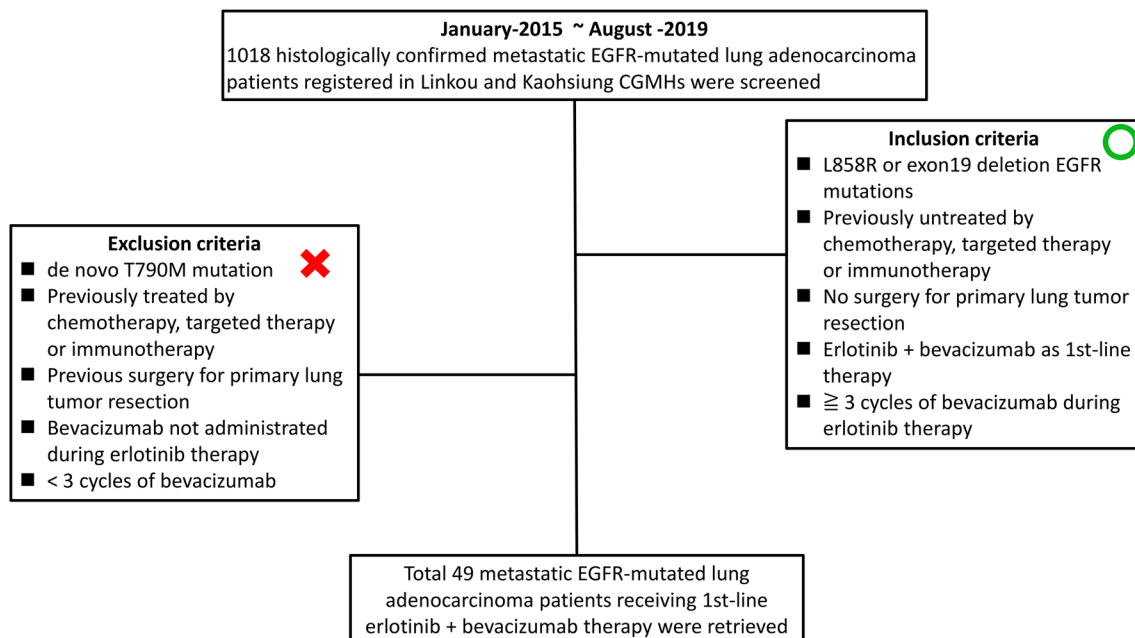 January-2015 ~ August -2019
1018 histologically confirmed metastatic EGFR-mutated lung adenocarcinoma
patients registered in Linkou and Kaohsiung CGMHs were screened
Inclusion criteria
■ L858R or exon19 deletion EGFR
mutations
■ Previously untreated by
chemotherapy, targeted therapy
or immunotherapy
■ No surgery for primary lung tumor
resection
■ Erlotinib + bevacizumab as 1st-line
therapy
■ ≧ 3 cycles of bevacizumab during
erlotinib therapy
Exclusion criteria
■ de novo T790M mutation
■ Previously treated by
chemotherapy, targeted therapy
or immunotherapy
■ Previous surgery for primary lung
tumor resection
■ Bevacizumab not administrated
during erlotinib therapy
■ < 3 cycles of bevacizumab
Total 49 metastatic EGFR-mutated lung
adenocarcinoma patients receiving 1st-line
erlotinib + bevacizumab therapy were retrieved